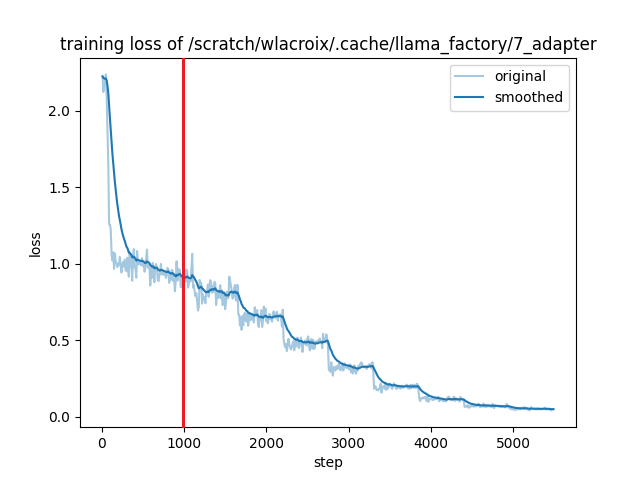 training loss of /scratch/wlacroix/.cache/llama_factory/7_adapter
original
smoothed
2.0
1.5
1.0
0.5
0.0
loss
0 1000 2000 3000 4000 5000
step